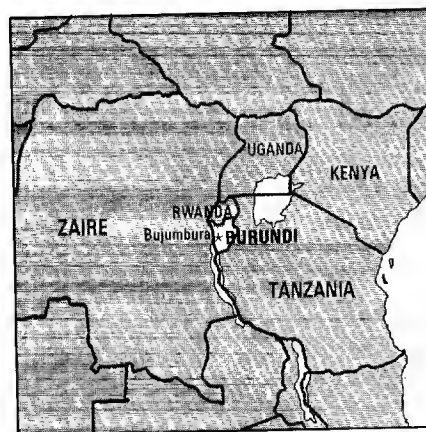 UGANDA
KENYA
RWANDA
ZAIRE
Bujumbura
BURUNDI
TANZANIA